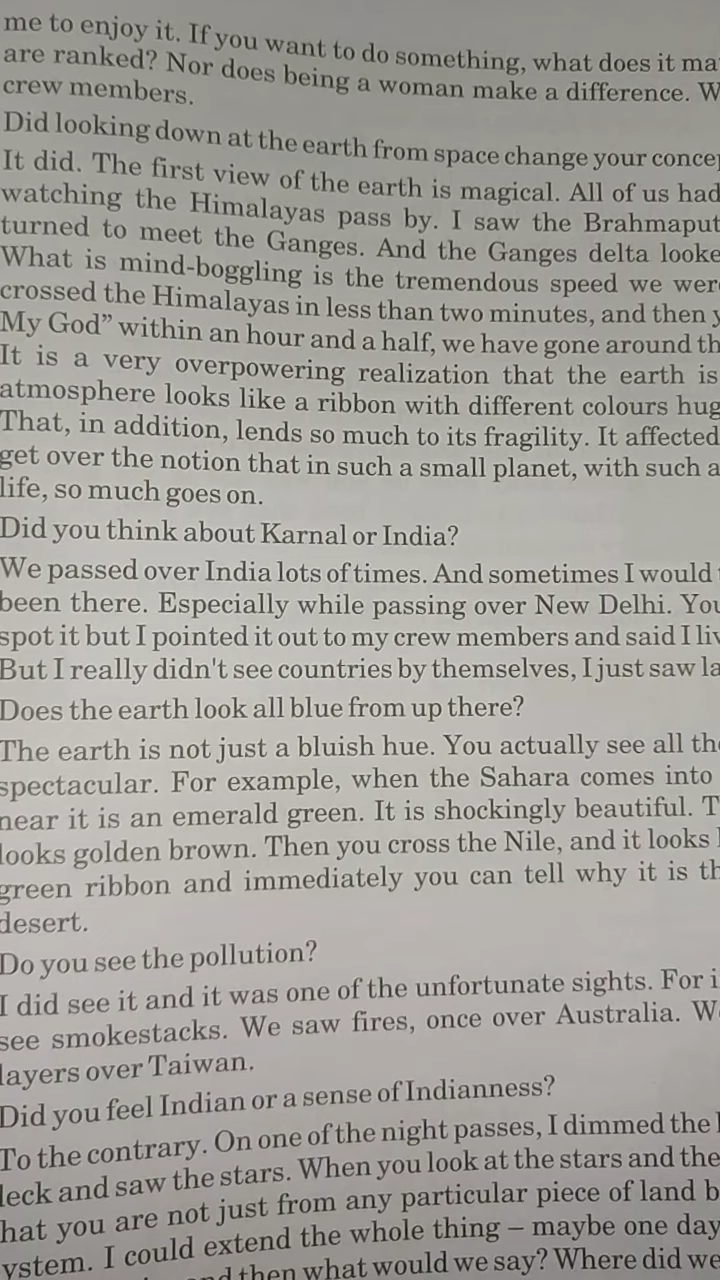 me to enjoy it. If you want to do something, what does it ma
are ranked? Nor does being a woman make a difference. W
crew members.
Did looking down at the earth from space change your concep
It did. The first view of the earth is magical. All of us had
watching the Himalayas pass by. I saw the Brahmaput
turned to meet the Ganges. And the Ganges delta looke
What is mind-boggling is the tremendous speed we were
crossed the Himalayas in less than two minutes, and then y
My God” within an hour and a half, we have gone around th
It is a very overpowering realization that the earth is
atmosphere looks like a ribbon with different colours hug
That, in addition, lends so much to its fragility. It affected
get over the notion that in such a small planet, with such a
life, so much goes on.
Did you think about Karnal or India?
We passed over India lots of times. And sometimes I would
been there. Especially while passing over New Delhi. You
spot it but I pointed it out to my crew members and said I liv
But I really didn't see countries by themselves, I just saw la
Does the earth look all blue from up there?
The earth is not just a bluish hue. You actually see all the
spectacular. For example, when the Sahara comes into
near it is an emerald green. It is shockingly beautiful. T
looks golden brown. Then you cross the Nile, and it looks l
green ribbon and immediately you can tell why it is th
desert.
Do you see the pollution?
I did see it and it was one of the unfortunate sights. For i
see smokestacks. We saw fires, once over Australia. We
layers over Taiwan.
Did you feel Indian or a sense of Indianness?
To the contrary. On one of the night passes, I dimmed the l
leck and saw the stars. When you look at the stars and the
hat you are not just from any particular piece of land b
ystem. I could extend the whole thing – maybe one day
then what would we say? Where did we